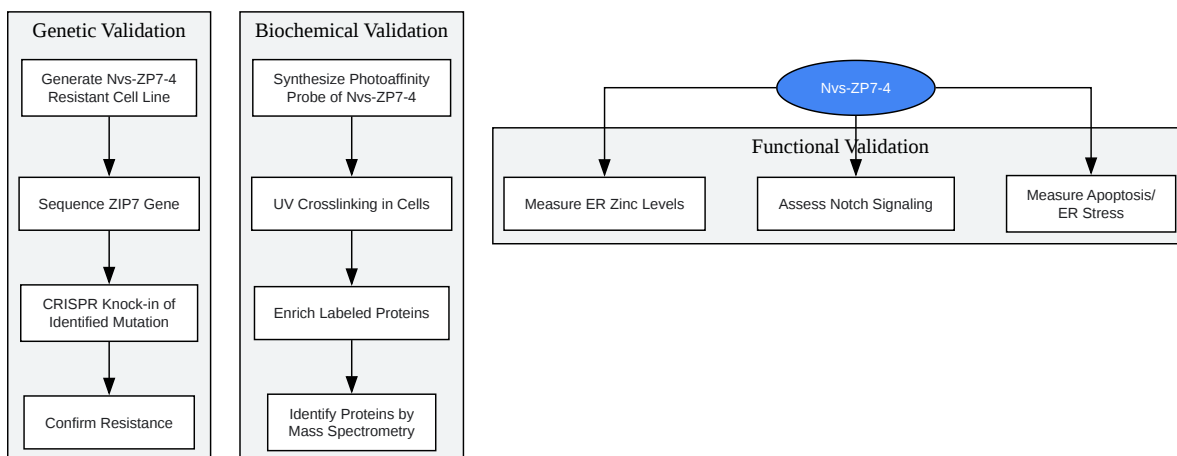 Genetic Validation
Generate Nvs-ZP7-4
Resistant Cell Line
Sequence ZIP7 Gene
CRISPR Knock-in of
Identified Mutation
Confirm Resistance
Biochemical Validation
Synthesize Photoaffinity
Probe of Nvs-ZP7-4
UV Crosslinking in Cells
Enrich Labeled Proteins
Identify Proteins by
Mass Spectrometry
Nvs-ZP7-4
Functional Validation
Measure ER Zinc Levels
Assess Notch Signaling
Measure Apoptosis/
ER Stress